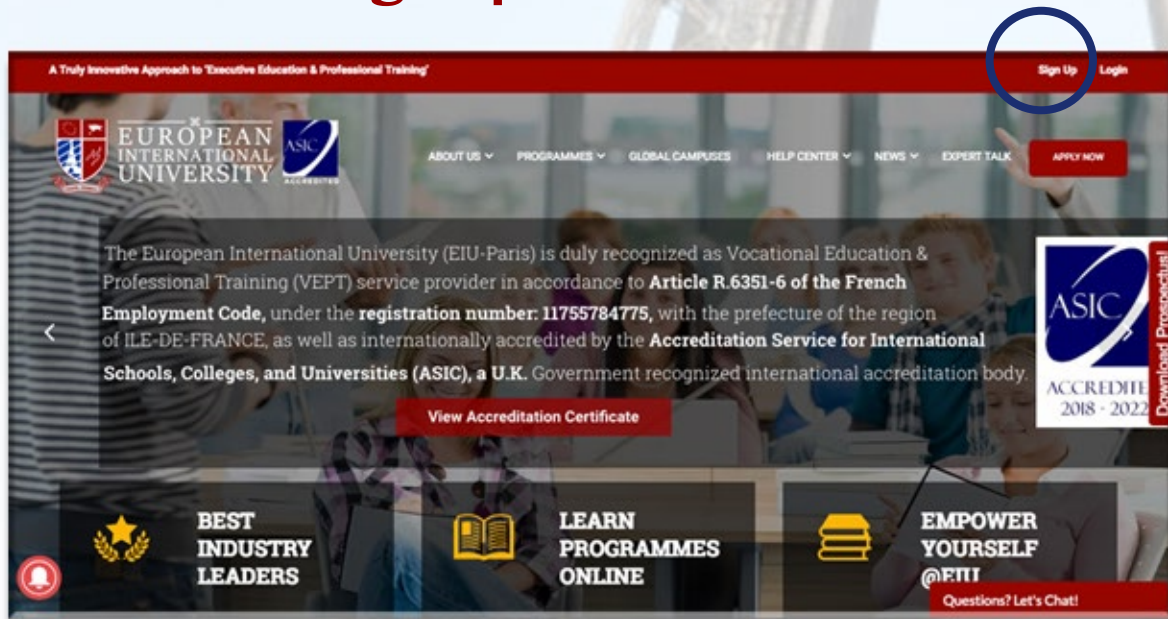 A Truly Innovative Approach to 'Executive Education & Professional Training'
Sign Up Login
EUROPEAN
INTERNATIONAL
UNIVERSITY
ASIC
ACCREDITED
ABOUT US PROGRAMMES GLOBAL CAMPUSES HELP CENTER NEWS EXPERT TALK APPLY NOW
The European International University (EIU-Paris) is duly recognized as Vocational Education &
Professional Training (VEPT) service provider in accordance to Article R.6351-6 of the French
Employment Code, under the registration number: 11755784775, with the prefecture of the region
of ILE-DE-FRANCE, as well as internationally accredited by the Accreditation Service for International
Schools, Colleges, and Universities (ASIC), a U.K. Government recognized international accreditation body.
View Accreditation Certificate
ASIC
ACCREDITE
2018 - 2022
Download Prospectus!
BEST
INDUSTRY
LEADERS
LEARN
PROGRAMMES
ONLINE
EMPOWER
YOURSELF
@EIU
Questions? Let's Chat!